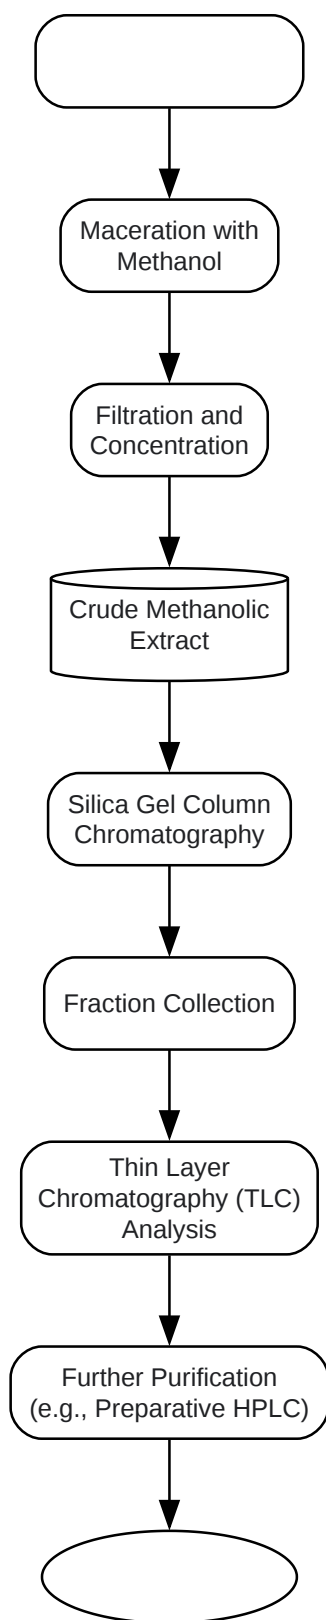 Maceration with
Methanol
Filtration and
Concentration
Crude Methanolic
Extract
Silica Gel Column
Chromatography
Fraction Collection
Thin Layer
Chromatography (TLC)
Analysis
Further Purification
(e.g., Preparative HPLC)